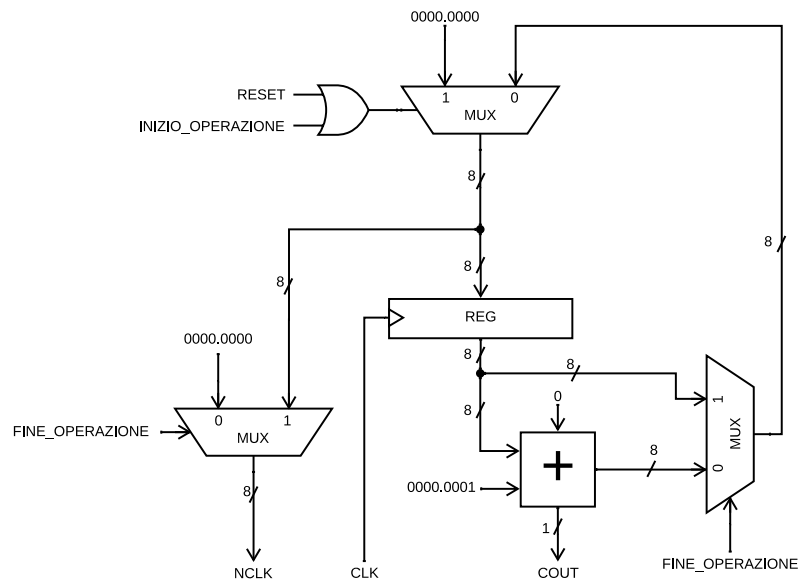 0000.0000
RESET
INIZIO_OPERAZIONE
1
0
MUX
8
8
8
8
REG
0000.0000
8
8
8
0
1
MUX
FINE_OPERAZIONE
0
+
0000.0001
8
1
MUX
0
8
1
NCLK
CLK
COUT
FINE_OPERAZIONE